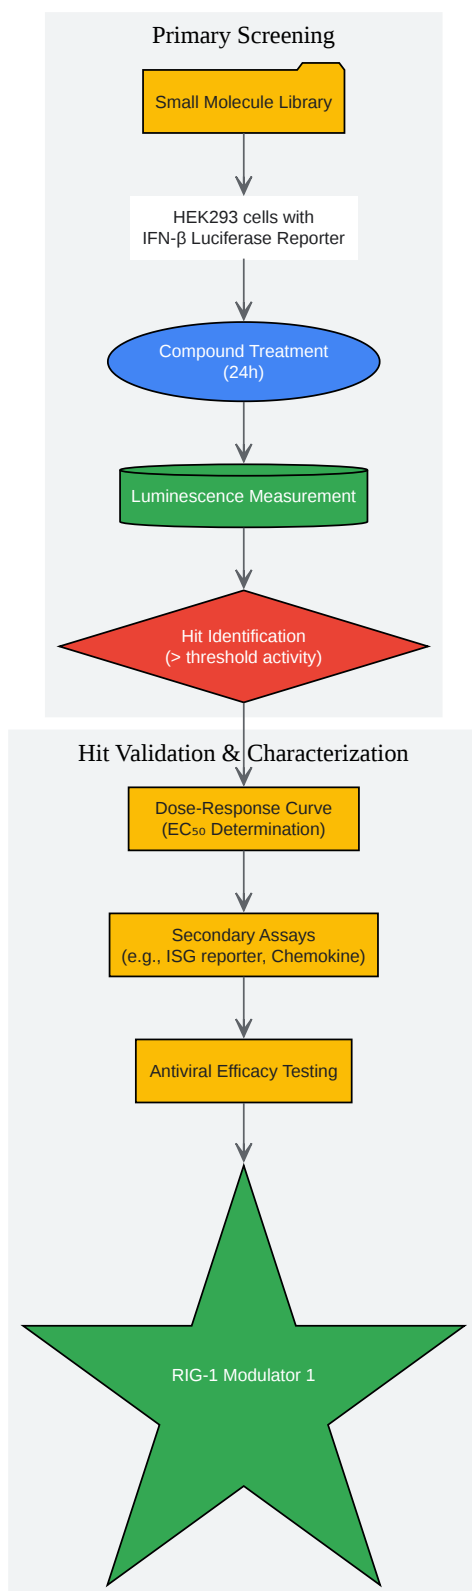 Primary Screening
Small Molecule Library
HEK293 cells with
IFN-β Luciferase Reporter
Compound Treatment
(24h)
Luminescence Measurement
Hit Identification
(> threshold activity)
Hit Validation & Characterization
Dose-Response Curve
(EC₅₀ Determination)
Secondary Assays
(e.g., ISG reporter, Chemokine)
Antiviral Efficacy Testing
RIG-1 Modulator 1